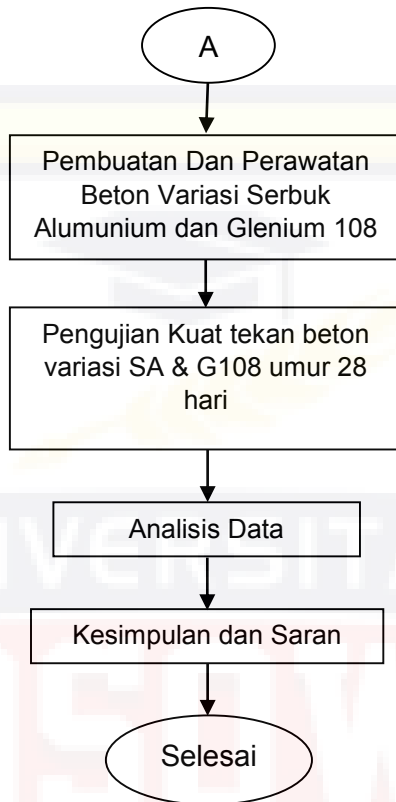 A
Pembuatan Dan Perawatan
Beton Variasi Serbuk
Alumunium dan Glenium 108
Pengujian Kuat tekan beton
variasi SA & G108 umur 28
hari
Analisis Data
Kesimpulan dan Saran
Selesai